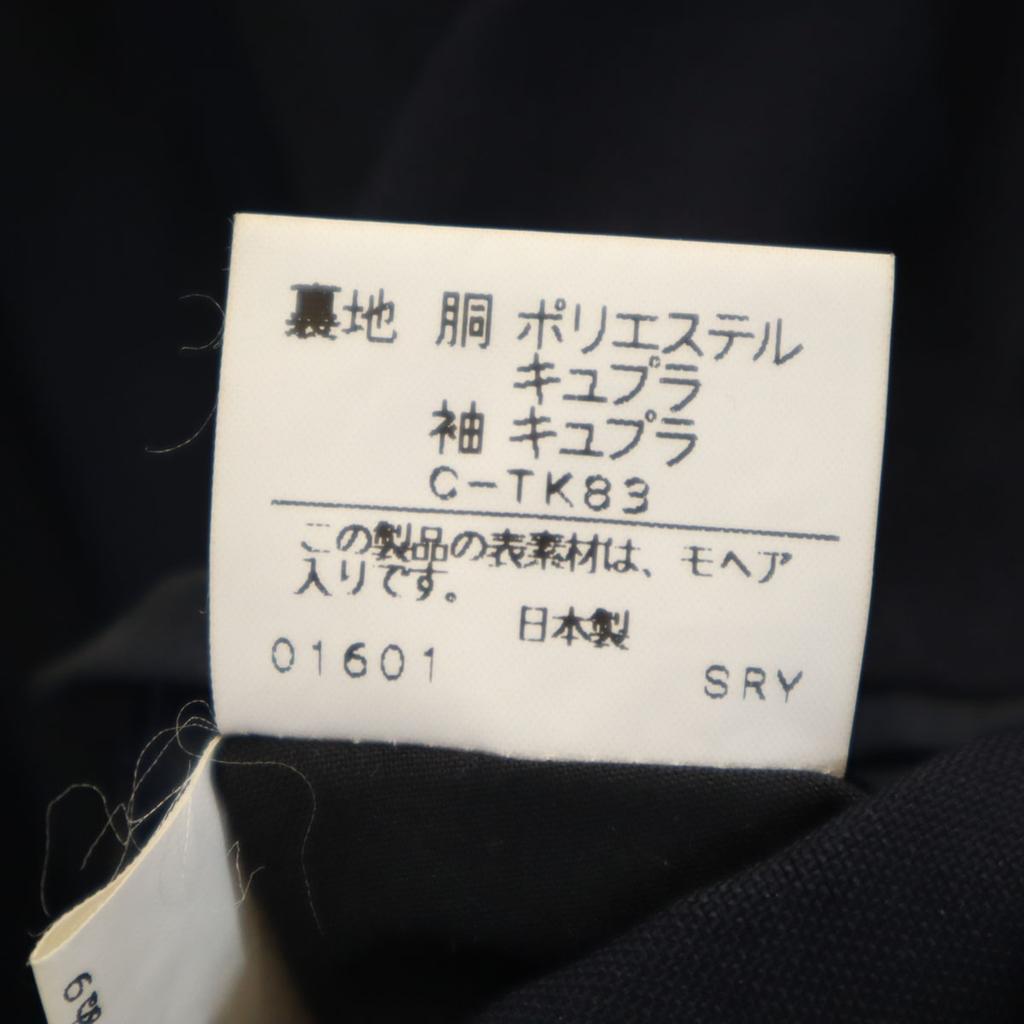 裏地 胴 ポリエステル
キュプラ
袖 キュプラ
C-TK83
この製品の表素材は、モヘア
入りです。
日本製
01601 SRY